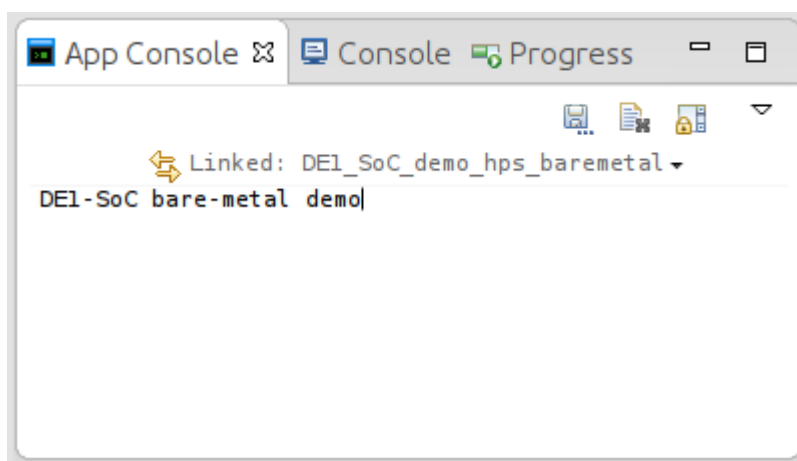 App Console Console Progress
Linked: DE1_SoC_demo_hps_baremetal
DE1-SoC bare-metal demo